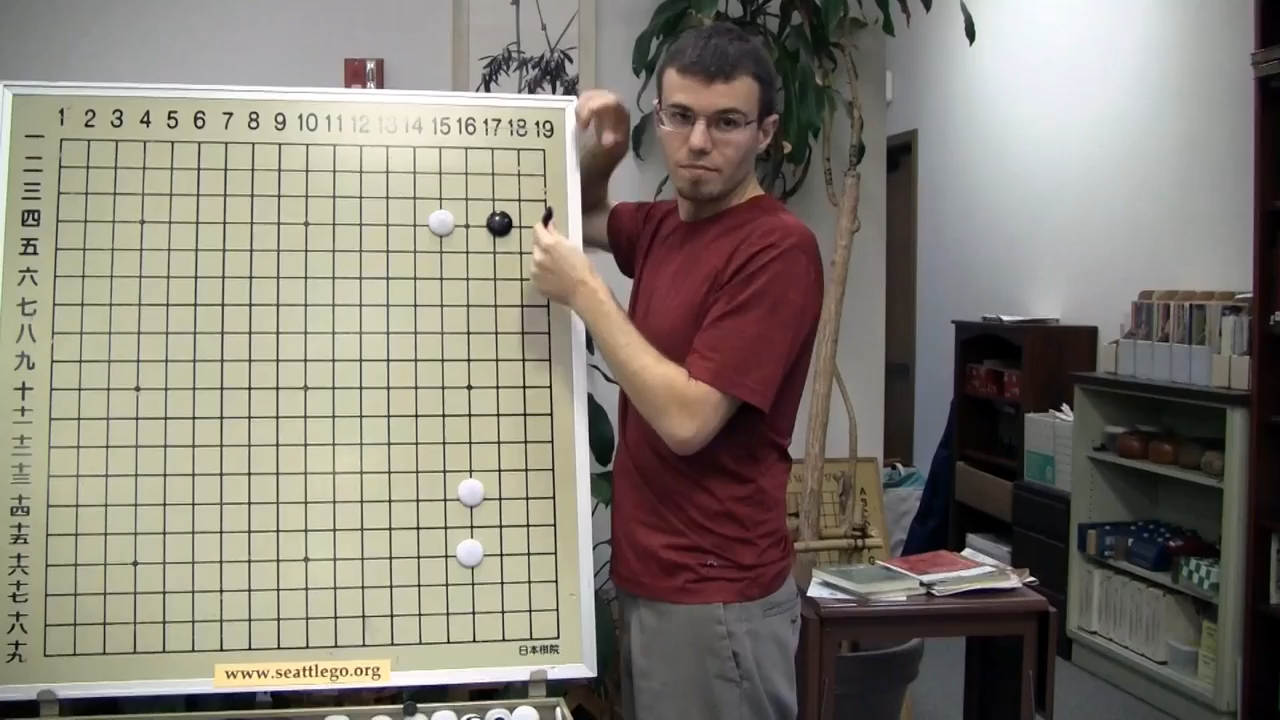 1 2 3 4 5 6 7 8 9 10 11 12 13 14 15 16 17 18 19
一
二
三
四
五
六
七
八
九
十
十一
十二
十三
十四
十五
十六
十七
十八
十九
日本棋院
www.seattlego.org